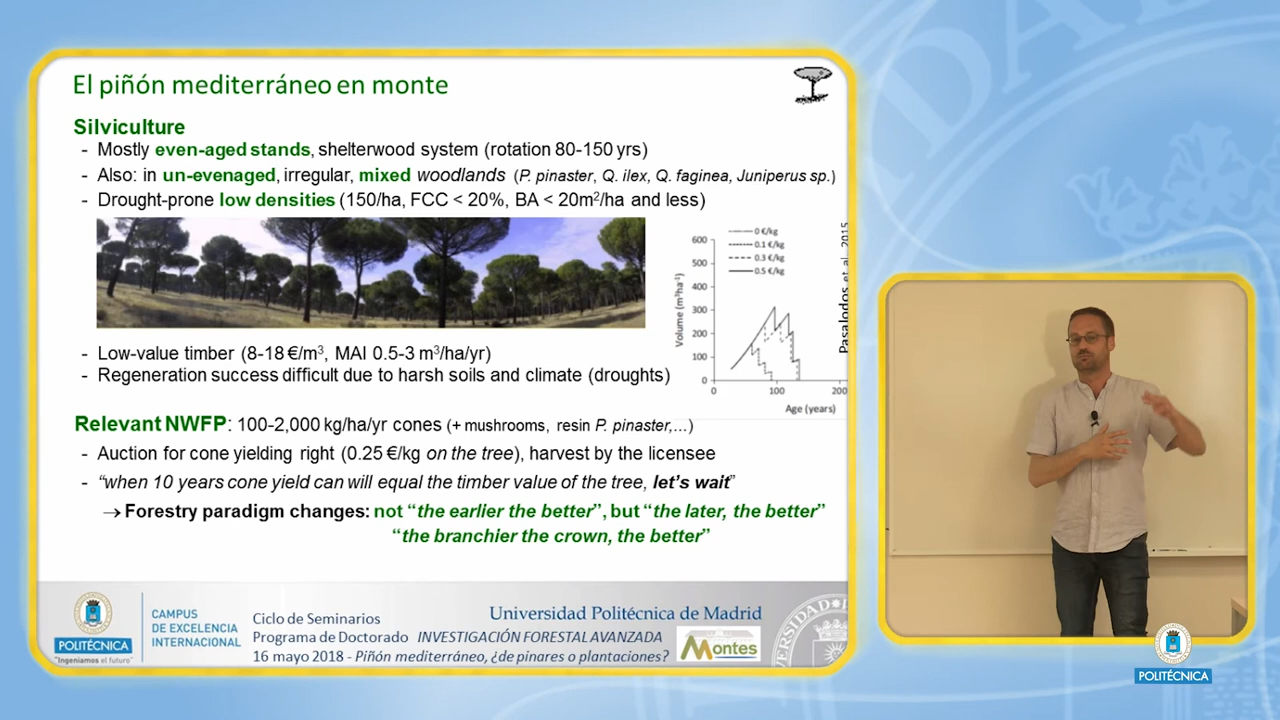 El piñón mediterráneo en monte
Silviculture
- Mostly even-aged stands, shelterwood system (rotation 80-150 yrs)
- Also: in un-evenaged, irregular, mixed woodlands (P. pinaster, Q. ilex, Q. faginea, Juniperus sp.)
- Drought-prone low densities (150/ha, FCC < 20%, BA < 20m²/ha and less)
0 €/kg
0.1 €/kg
0.3 €/kg
0.5 €/kg
600
500
400
300
200
100
0
Volume (m³ha⁻¹)
0 100 200
Age (years)
Pasalodos et al. 2015
- Low-value timber (8-18 €/m³, MAI 0.5-3 m³/ha/yr)
- Regeneration success difficult due to harsh soils and climate (droughts)
Relevant NWFP: 100-2,000 kg/ha/yr cones (+ mushrooms, resin P. pinaster,...)
- Auction for cone yielding right (0.25 €/kg on the tree), harvest by the licensee
- “when 10 years cone yield can will equal the timber value of the tree, let’s wait”
→ Forestry paradigm changes: not “the earlier the better”, but “the later, the better”
“the branchier the crown, the better”
POLITÉCNICA
"Ingeniamos el futuro"
CAMPUS
DE EXCELENCIA
INTERNACIONAL
Ciclo de Seminarios
Universidad Politécnica de Madrid
Programa de Doctorado INVESTIGACIÓN FORESTAL AVANZADA
16 mayo 2018 - Piñón mediterráneo, ¿de pinares o plantaciones?
Montes
POLITÉCNICA